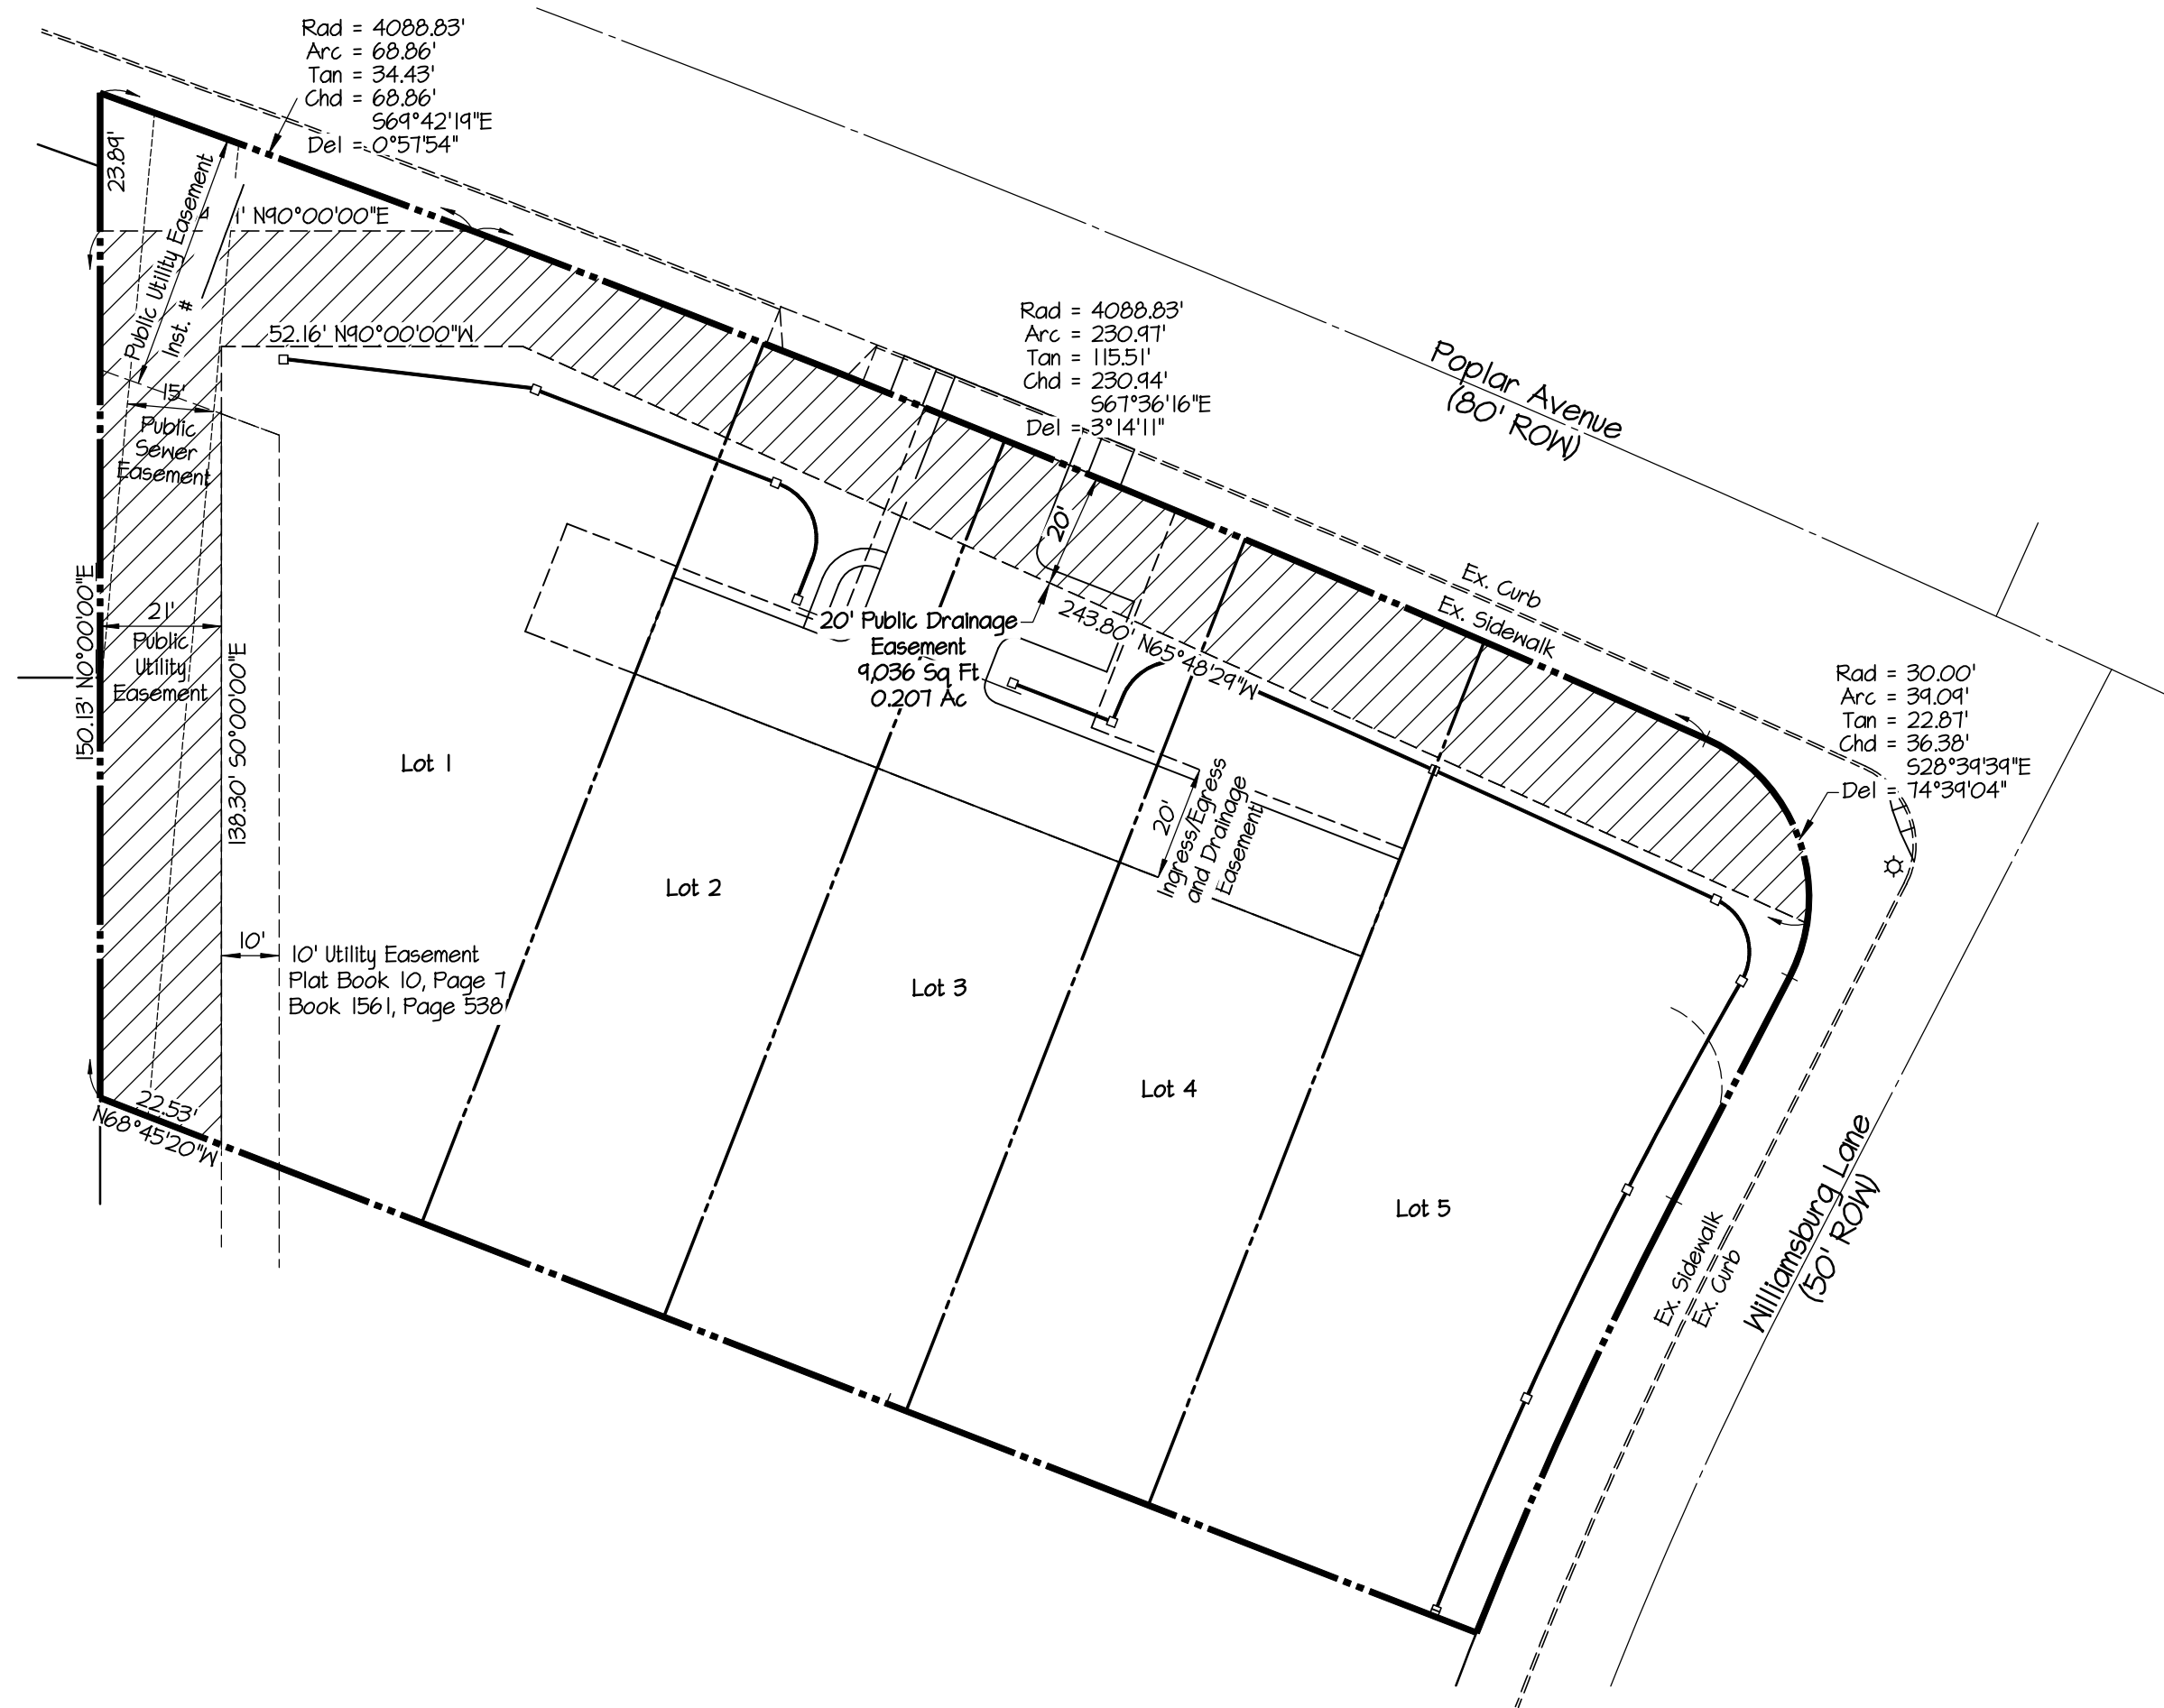 Rad = 4088.83'
Arc = 68.86'
Tan = 34.43'
Chd = 68.86'
S69°42'19"E
Del = 0°57'54"
23.89'
Public Utility Easement
Inst. #
1' N90°00'00"E
52.16' N90°00'00"W
15'
Public
Sewer
Easement
150.13' N0°00'00"E
21'
Public
Utility
Easement
138.30' S0°00'00"E
10'
10' Utility Easement
Plat Book 10, Page 7
Book 1561, Page 538
22.53'
N68°45'20"W
Rad = 4088.83'
Arc = 230.97'
Tan = 115.51'
Chd = 230.94'
S67°36'16"E
Del = 3°14'11"
Poplar Avenue
(80' ROW)
20'
20' Public Drainage
Easement
9,036 Sq Ft
0.207 Ac
243.80' N65°48'29"W
Ex. Curb
Ex. Sidewalk
Rad = 30.00'
Arc = 39.09'
Tan = 22.87'
Chd = 36.38'
S28°39'39"E
Del = 74°39'04"
20'
Ingress/Egress
and Drainage
Easement
Lot 1
Lot 2
Lot 3
Lot 4
Lot 5
Ex. Sidewalk
Ex. Curb
Williamsburg Lane
(50' ROW)